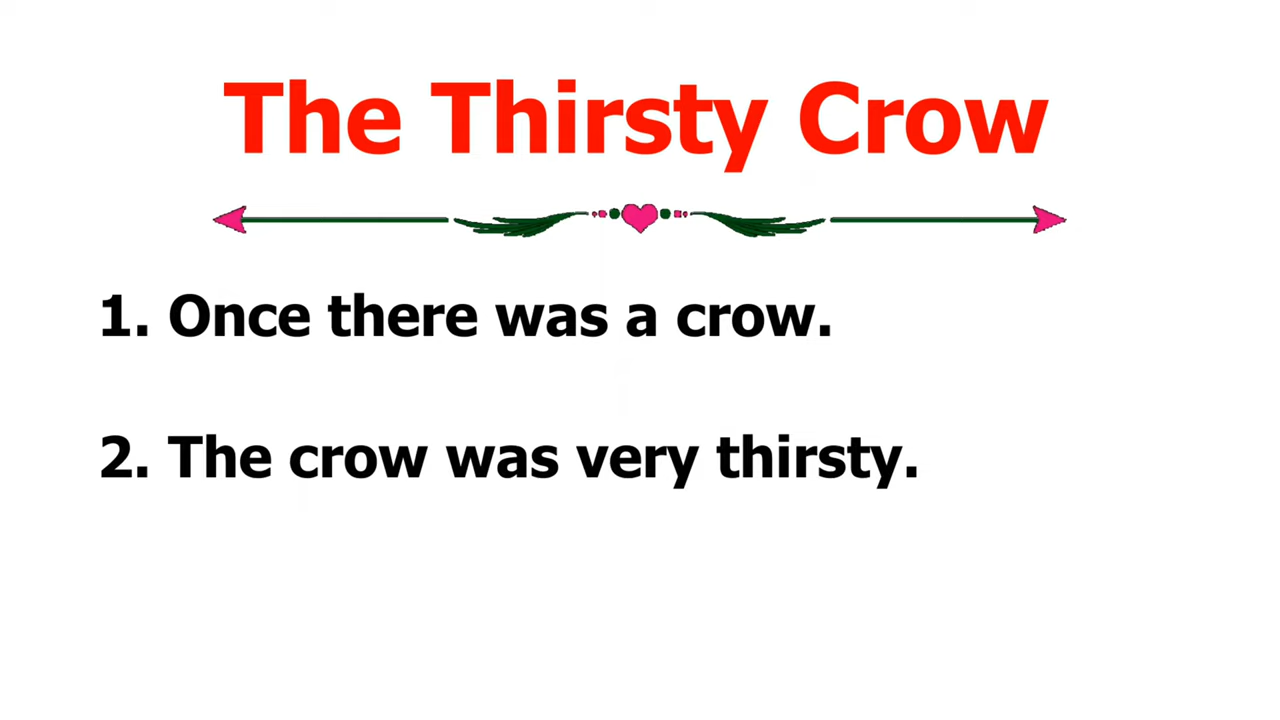 The Thirsty Crow
1. Once there was a crow.
2. The crow was very thirsty.